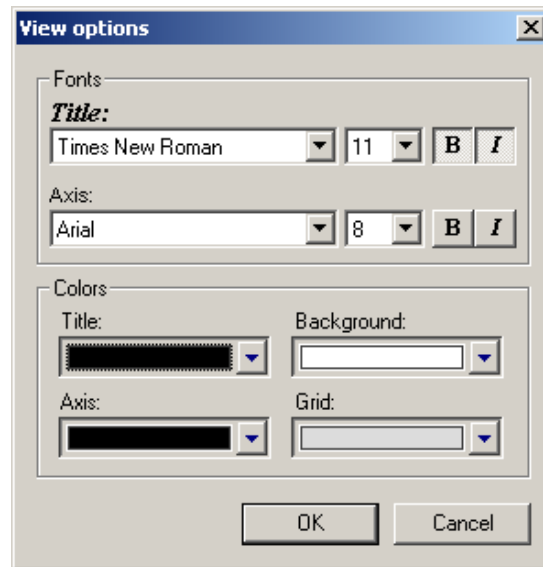 View options
Fonts
Title:
Times New Roman 11 B I
Axis:
Arial 8 B I
Colors
Title: Background:
Axis: Grid:
OK Cancel